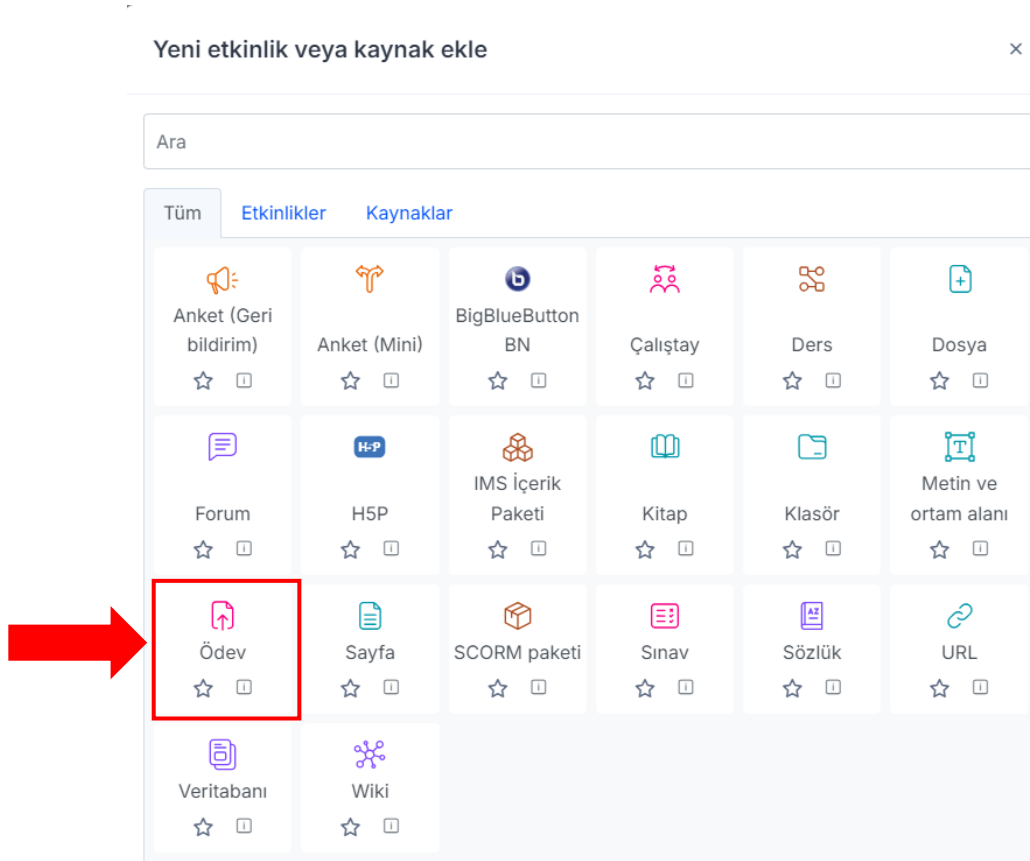 Yeni etkinlik veya kaynak ekle
Ara
Tüm Etkinlikler Kaynaklar
Anket (Geri bildirim)
Anket (Mini)
BigBlueButton BN
Çalıştay
Ders
Dosya
Forum
H-P
H5P
IMS İçerik Paketi
Kitap
Klasör
T
Metin ve ortam alanı
Ödev
Sayfa
SCORM paketi
Sınav
AZ
Sözlük
URL
Veritabanı
Wiki